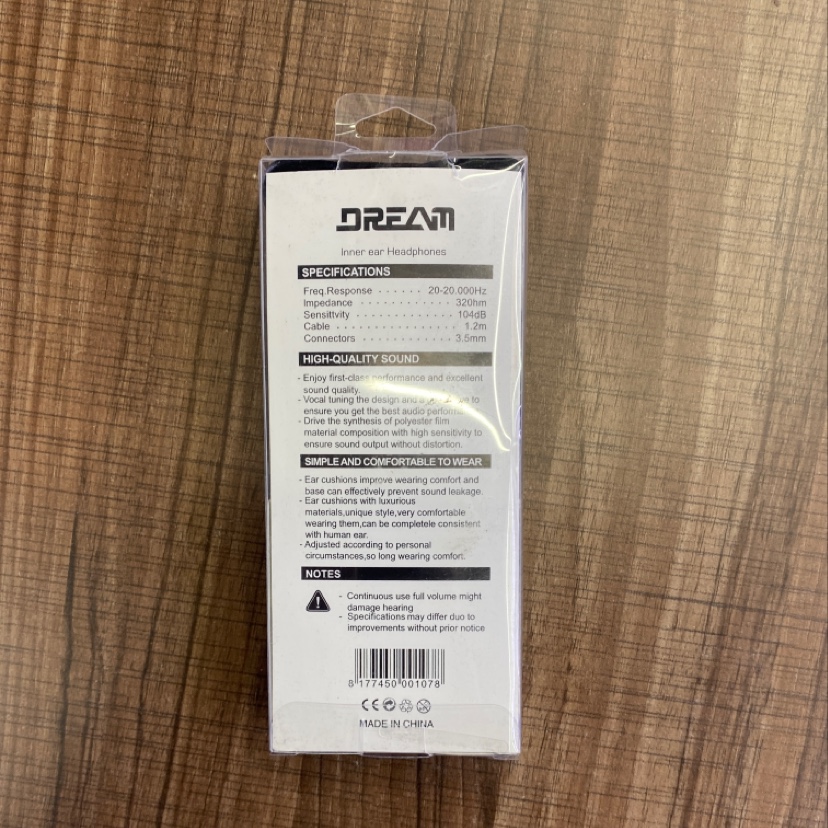 DREAM
Inner ear Headphones
SPECIFICATIONS
Freq.Response · · · · · · 20-20.000Hz
Impedance · · · · · · · · · · · 320hm
Sensittvity · · · · · · · · · · · · · 104dB
Cable · · · · · · · · · · · · · · · · · 1.2m
Connectors · · · · · · · · · · · · 3.5mm
HIGH-QUALITY SOUND
- Enjoy first-class performance and excellent
sound quality.
- Vocal tuning the design and to
ensure you get the best audio
- Drive the synthesis of polyester film
material composition with high sensitivity to
ensure sound output without distortion.
SIMPLE AND COMFORTABLE TO WEAR
- Ear cushions improve wearing comfort and
base can effectively prevent sound leakage.
- Ear cushions with luxurious
materials,unique style,very comfortable
wearing them,can be completele consistent
with human ear.
- Adjusted according to personal
circumstances,so long wearing comfort.
NOTES
- Continuous use full volume might
damage hearing
- Specifications may differ duo to
improvements without prior notice
8 177450 001078
CE
MADE IN CHINA